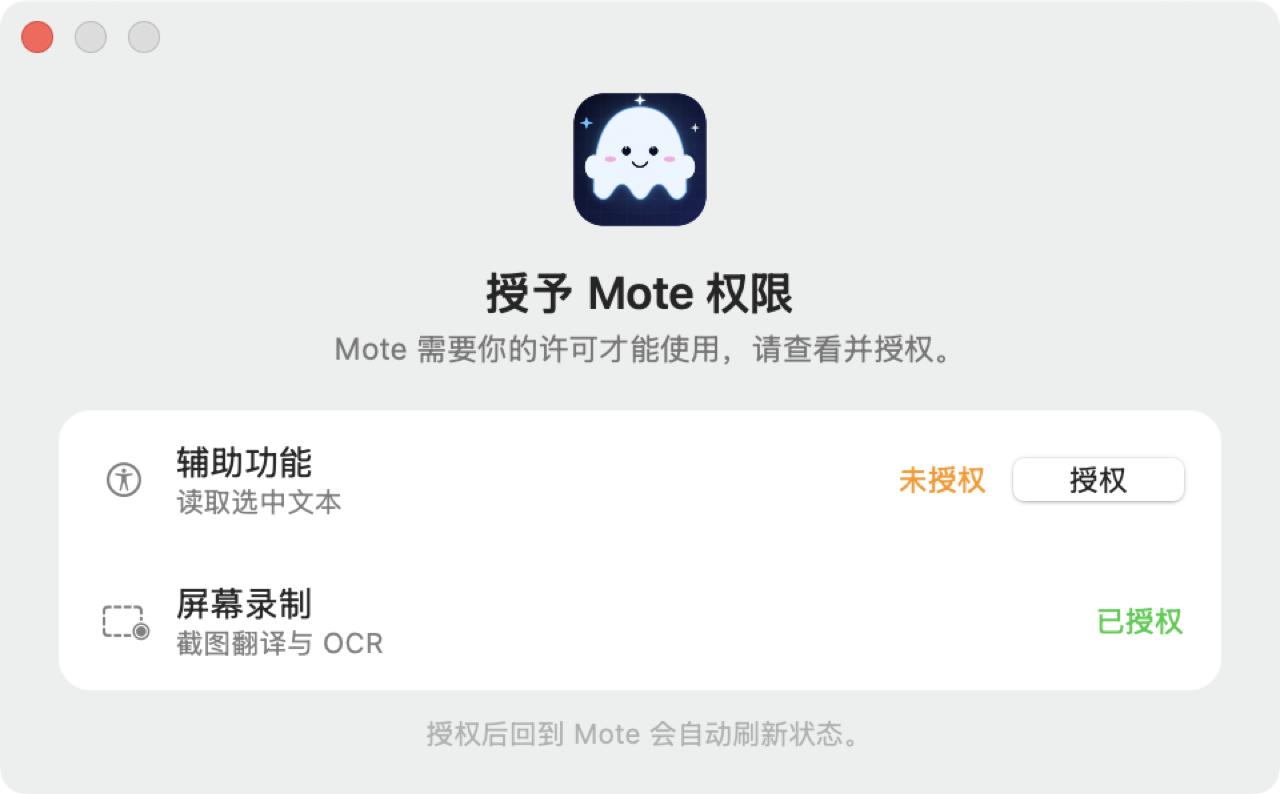 授予 Mote 权限
Mote 需要你的许可才能使用，请查看并授权。
辅助功能
读取选中文本
未授权
授权
屏幕录制
截图翻译与 OCR
已授权
授权后回到 Mote 会自动刷新状态。